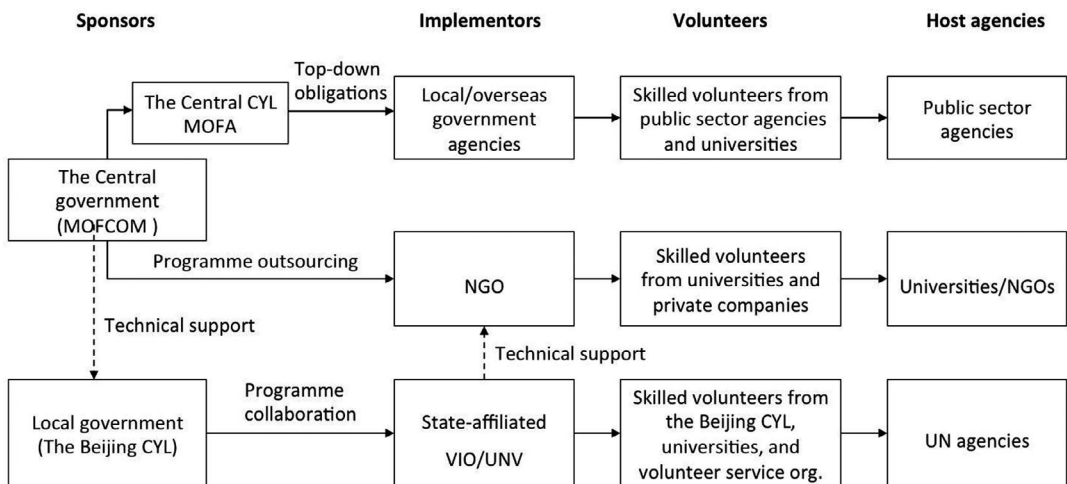 Sponsors
Implementors
Volunteers
Host agencies
The Central CYL
MOFA
Top-down
obligations
Local/overseas
government
agencies
Skilled volunteers from
public sector agencies
and universities
Public sector
agencies
The Central
government
(MOFCOM )
Programme outsourcing
NGO
Skilled volunteers
from universities and
private companies
Universities/NGOs
Technical support
Technical support
Local government
(The Beijing CYL)
Programme
collaboration
State-affiliated
VIO/UNV
Skilled volunteers from
the Beijing CYL,
universities, and
volunteer service org.
UN agencies